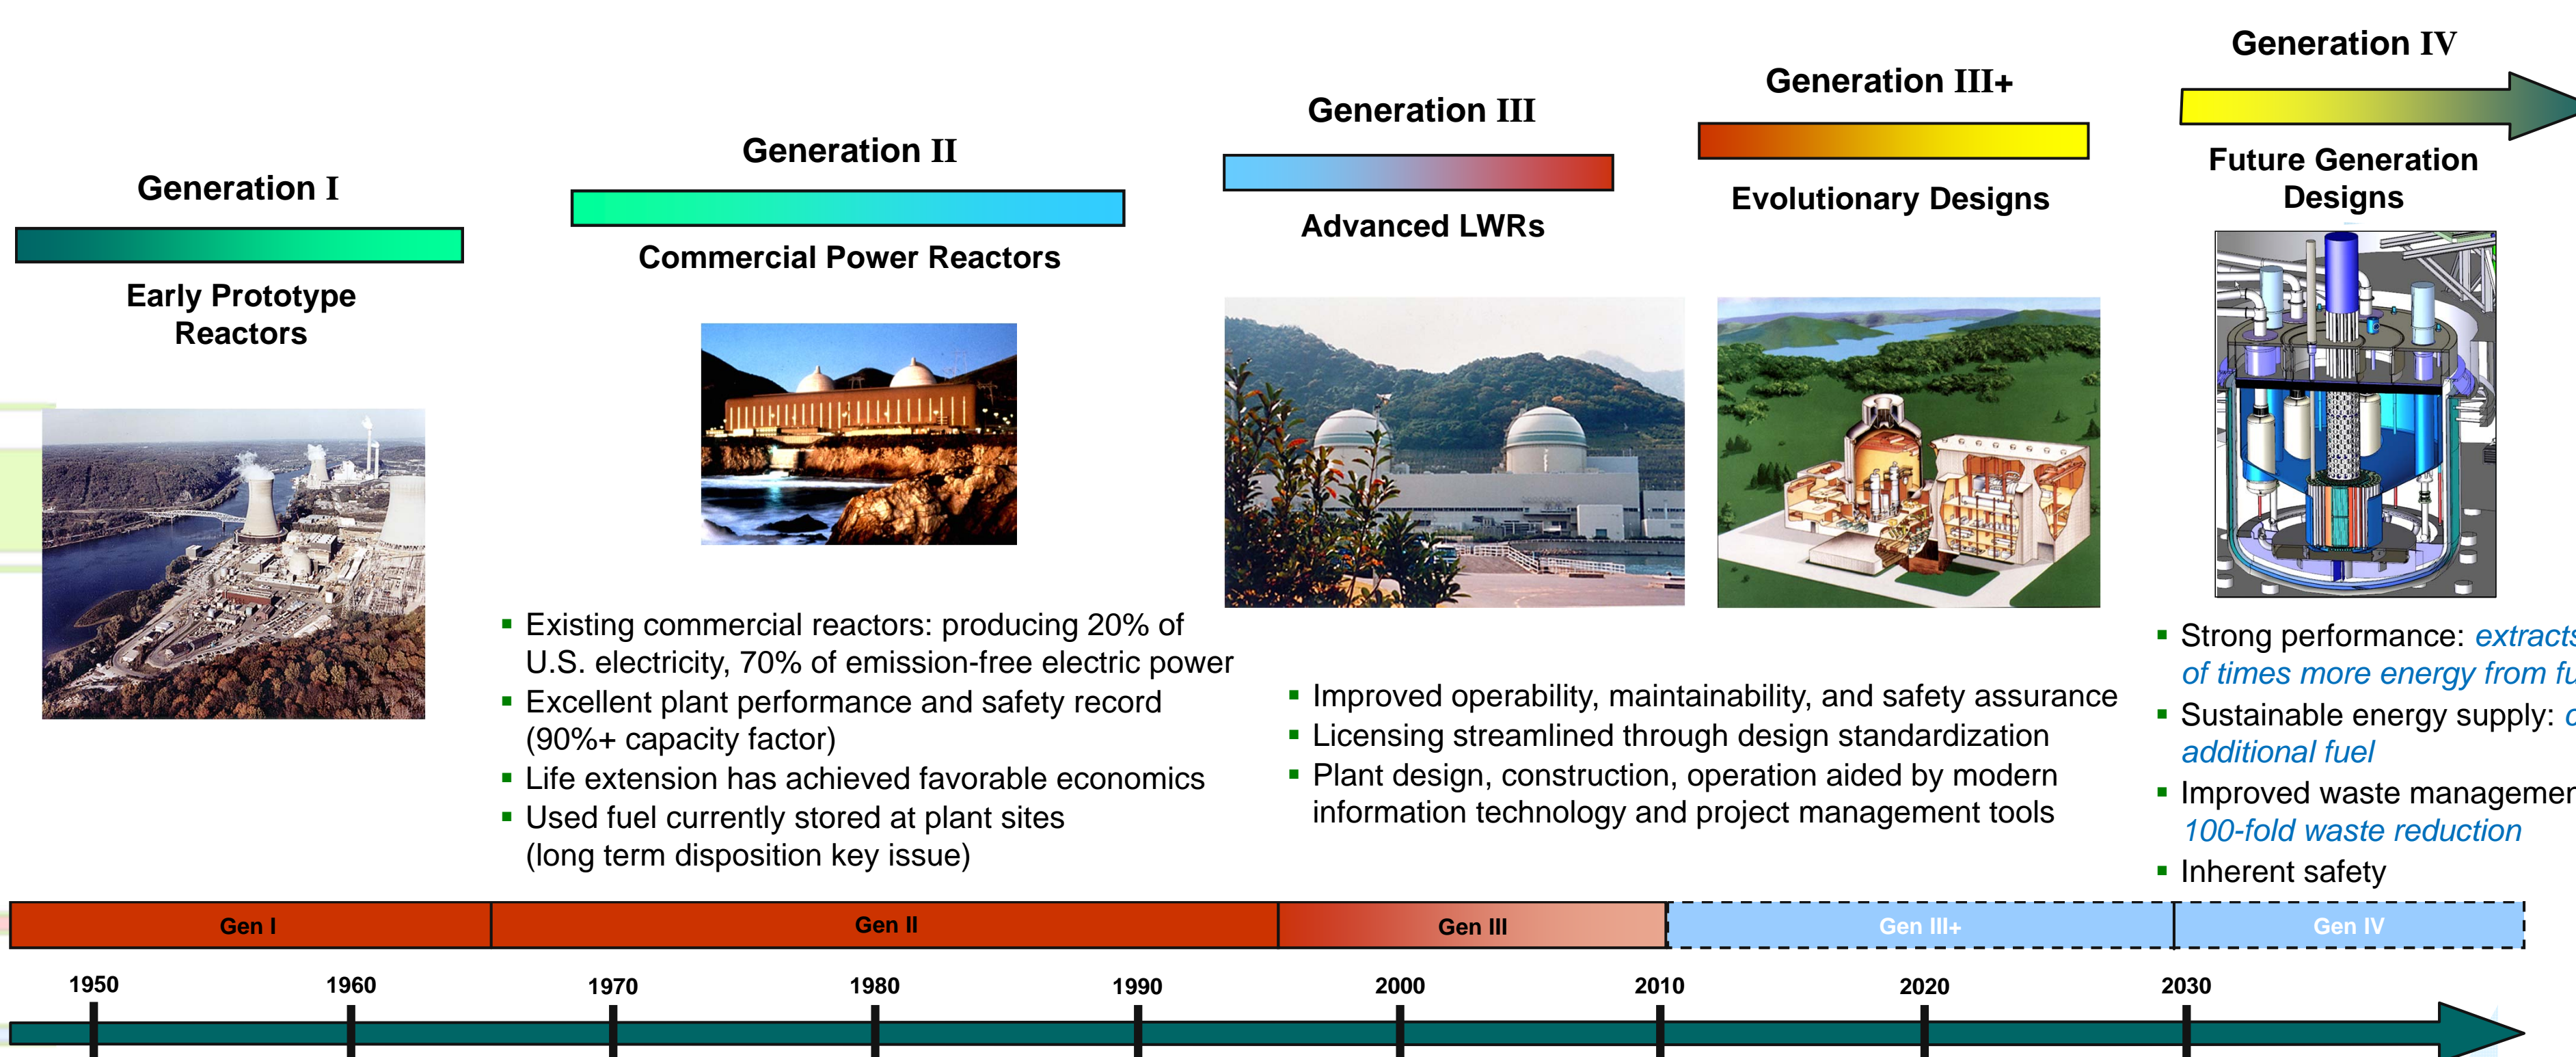 Generation I
Early Prototype
Reactors
Generation II
Commercial Power Reactors
▪ Existing commercial reactors: producing 20% of
U.S. electricity, 70% of emission-free electric power
▪ Excellent plant performance and safety record
(90%+ capacity factor)
▪ Life extension has achieved favorable economics
▪ Used fuel currently stored at plant sites
(long term disposition key issue)
Generation III
Advanced LWRs
Generation III+
Evolutionary Designs
▪ Improved operability, maintainability, and safety assurance
▪ Licensing streamlined through design standardization
▪ Plant design, construction, operation aided by modern
information technology and project management tools
Generation IV
Future Generation
Designs
▪ Strong performance: extracts
of times more energy from
▪ Sustainable energy supply:
additional fuel
▪ Improved waste
100-fold waste reduction
▪ Inherent safety
Gen I Gen II Gen III Gen III+ Gen IV
1950 1960 1970 1980 1990 2000 2010 2020 2030